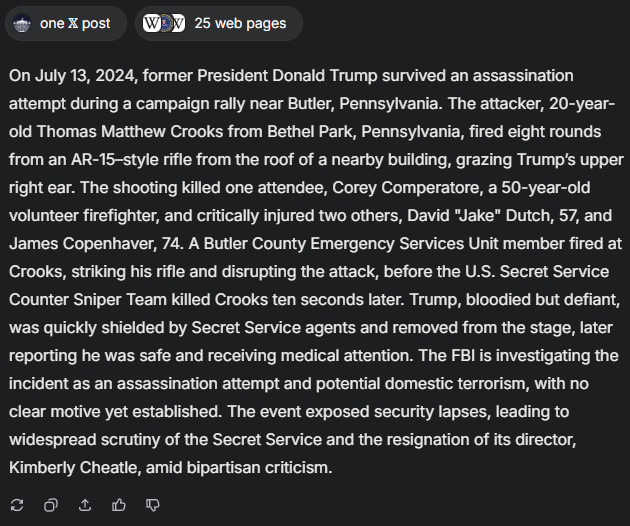 one X post
25 web pages
On July 13, 2024, former President Donald Trump survived an assassination
attempt during a campaign rally near Butler, Pennsylvania. The attacker, 20-year-
old Thomas Matthew Crooks from Bethel Park, Pennsylvania, fired eight rounds
from an AR-15–style rifle from the roof of a nearby building, grazing Trump’s upper
right ear. The shooting killed one attendee, Corey Comperatore, a 50-year-old
volunteer firefighter, and critically injured two others, David "Jake" Dutch, 57, and
James Copenhaver, 74. A Butler County Emergency Services Unit member fired at
Crooks, striking his rifle and disrupting the attack, before the U.S. Secret Service
Counter Sniper Team killed Crooks ten seconds later. Trump, bloodied but defiant,
was quickly shielded by Secret Service agents and removed from the stage, later
reporting he was safe and receiving medical attention. The FBI is investigating the
incident as an assassination attempt and potential domestic terrorism, with no
clear motive yet established. The event exposed security lapses, leading to
widespread scrutiny of the Secret Service and the resignation of its director,
Kimberly Cheatle, amid bipartisan criticism.